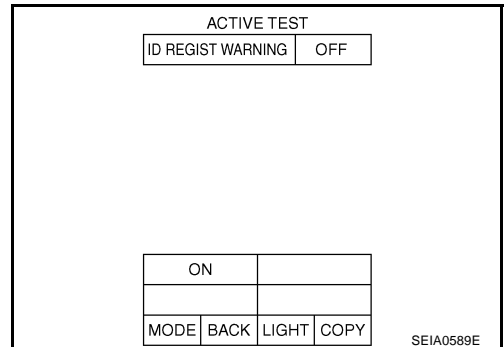 ACTIVE TEST
ID REGIST WARNING OFF
ON
MODE BACK LIGHT COPY
SEIA0589E